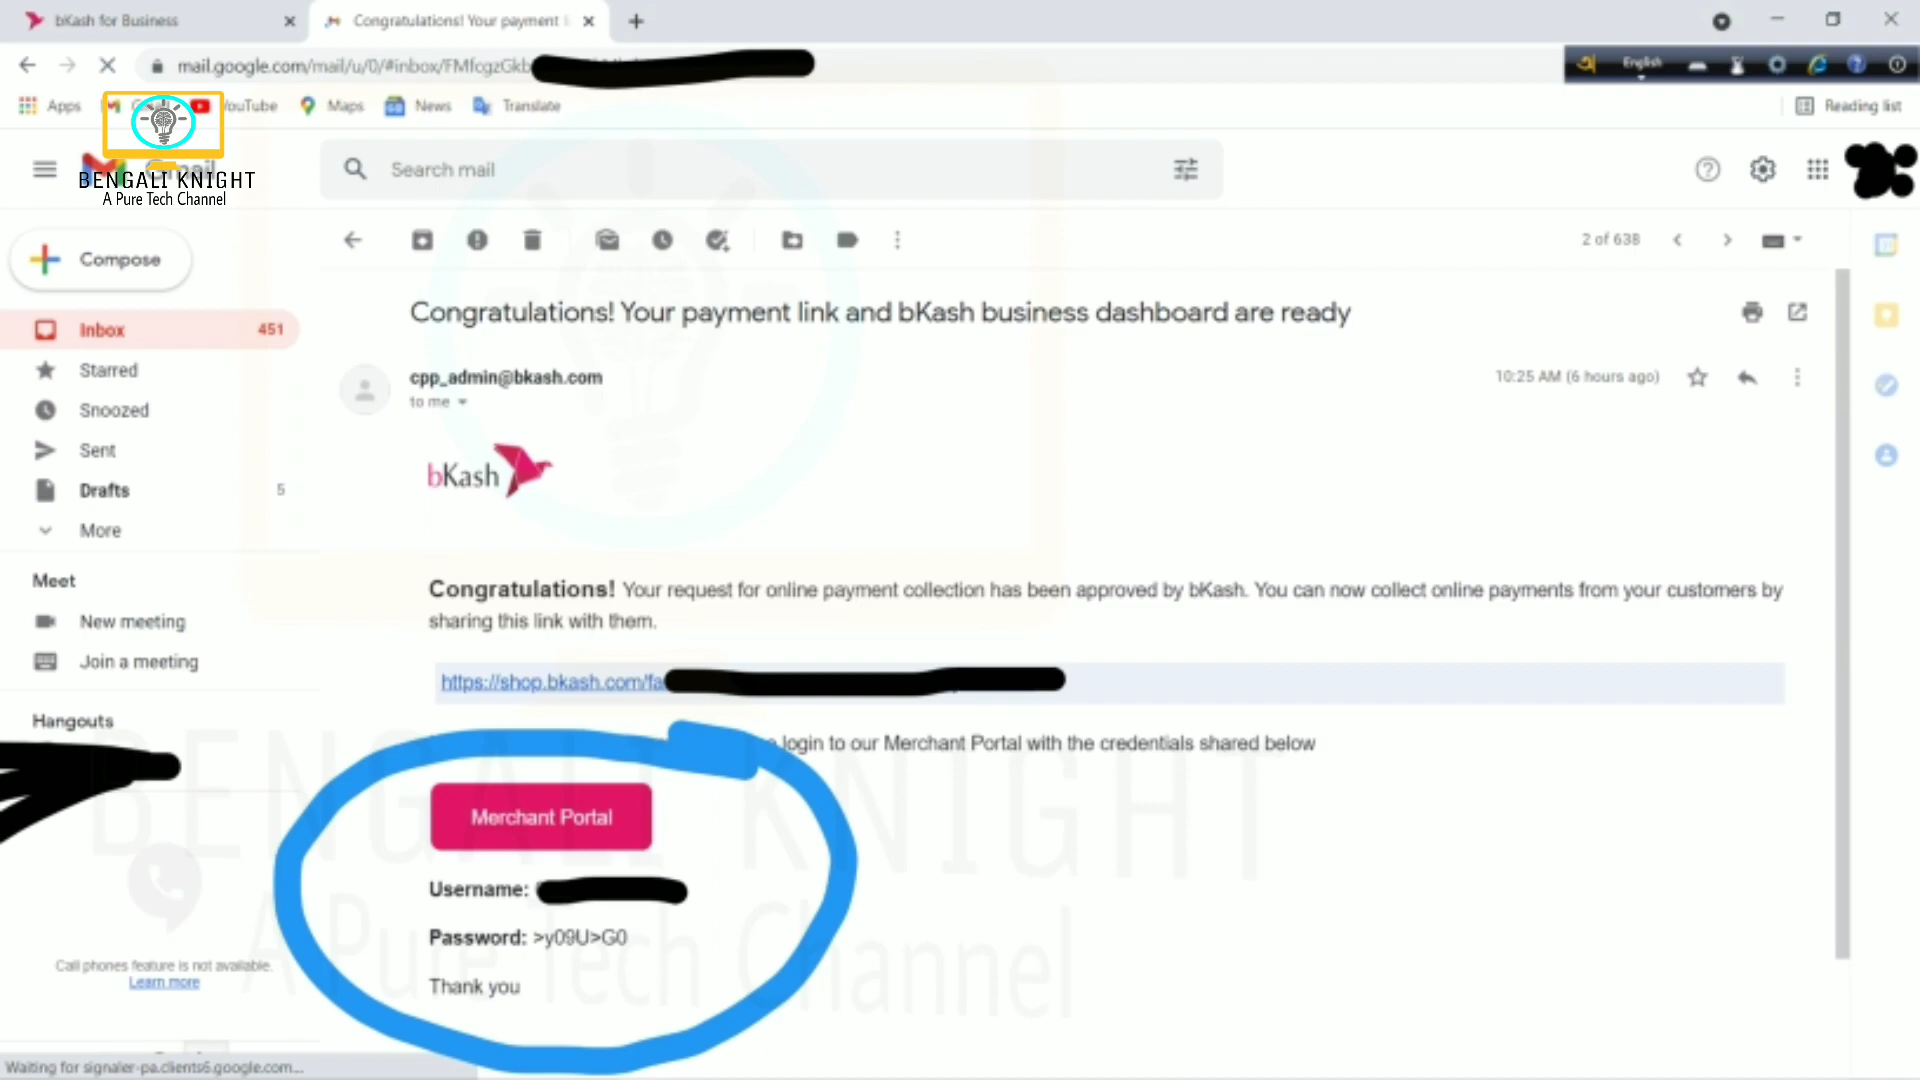 bKash for Business
Congratulations! Your payment
mail.google.com/mail/u/0/#inbox/FMfcgzGkb
English
Apps
YouTube
Maps
News
Translate
Reading list
Gmail
BENGALI KNIGHT
A Pure Tech Channel
Search mail
Compose
2 of 638
Congratulations! Your payment link and bKash business dashboard are ready
Inbox 451
Starred
Snoozed
Sent
Drafts 5
More
cpp_admin@bkash.com
10:25 AM (6 hours ago)
to me
bKash
Meet
New meeting
Join a meeting
Hangouts
Congratulations! Your request for online payment collection has been approved by bKash. You can now collect online payments from your customers by
sharing this link with them.
https://shop.bkash.com/fa
login to our Merchant Portal with the credentials shared below
Merchant Portal
Username:
Password: >y09U>G0
Thank you
BENGALI KNIGHT
A Pure Tech Channel
Call phones feature is not available.
Learn more
Waiting for signaler-pa.clients6.google.com...